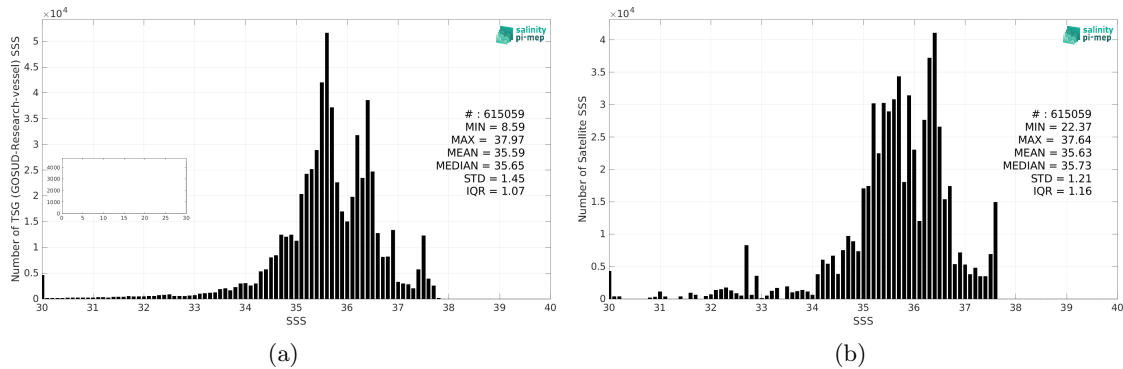 ×10⁴
salinity
pi-mep
Number of TSG (GOSUD-Research-vessel) SSS
5
4.5
4
3.5
3
2.5
2
1.5
1
0.5
0
# : 615059
MIN = 8.59
MAX = 37.97
MEAN = 35.59
MEDIAN = 35.65
STD = 1.45
IQR = 1.07
4000
3000
2000
1000
0
0 5 10 15 20 25 30
30 31 32 33 34 35 36 37 38 39 40
SSS
(a)
×10⁴
salinity
pi-mep
Number of Satellite SSS
4
3.5
3
2.5
2
1.5
1
0.5
0
# : 615059
MIN = 22.37
MAX = 37.64
MEAN = 35.63
MEDIAN = 35.73
STD = 1.21
IQR = 1.16
30 31 32 33 34 35 36 37 38 39 40
SSS
(b)